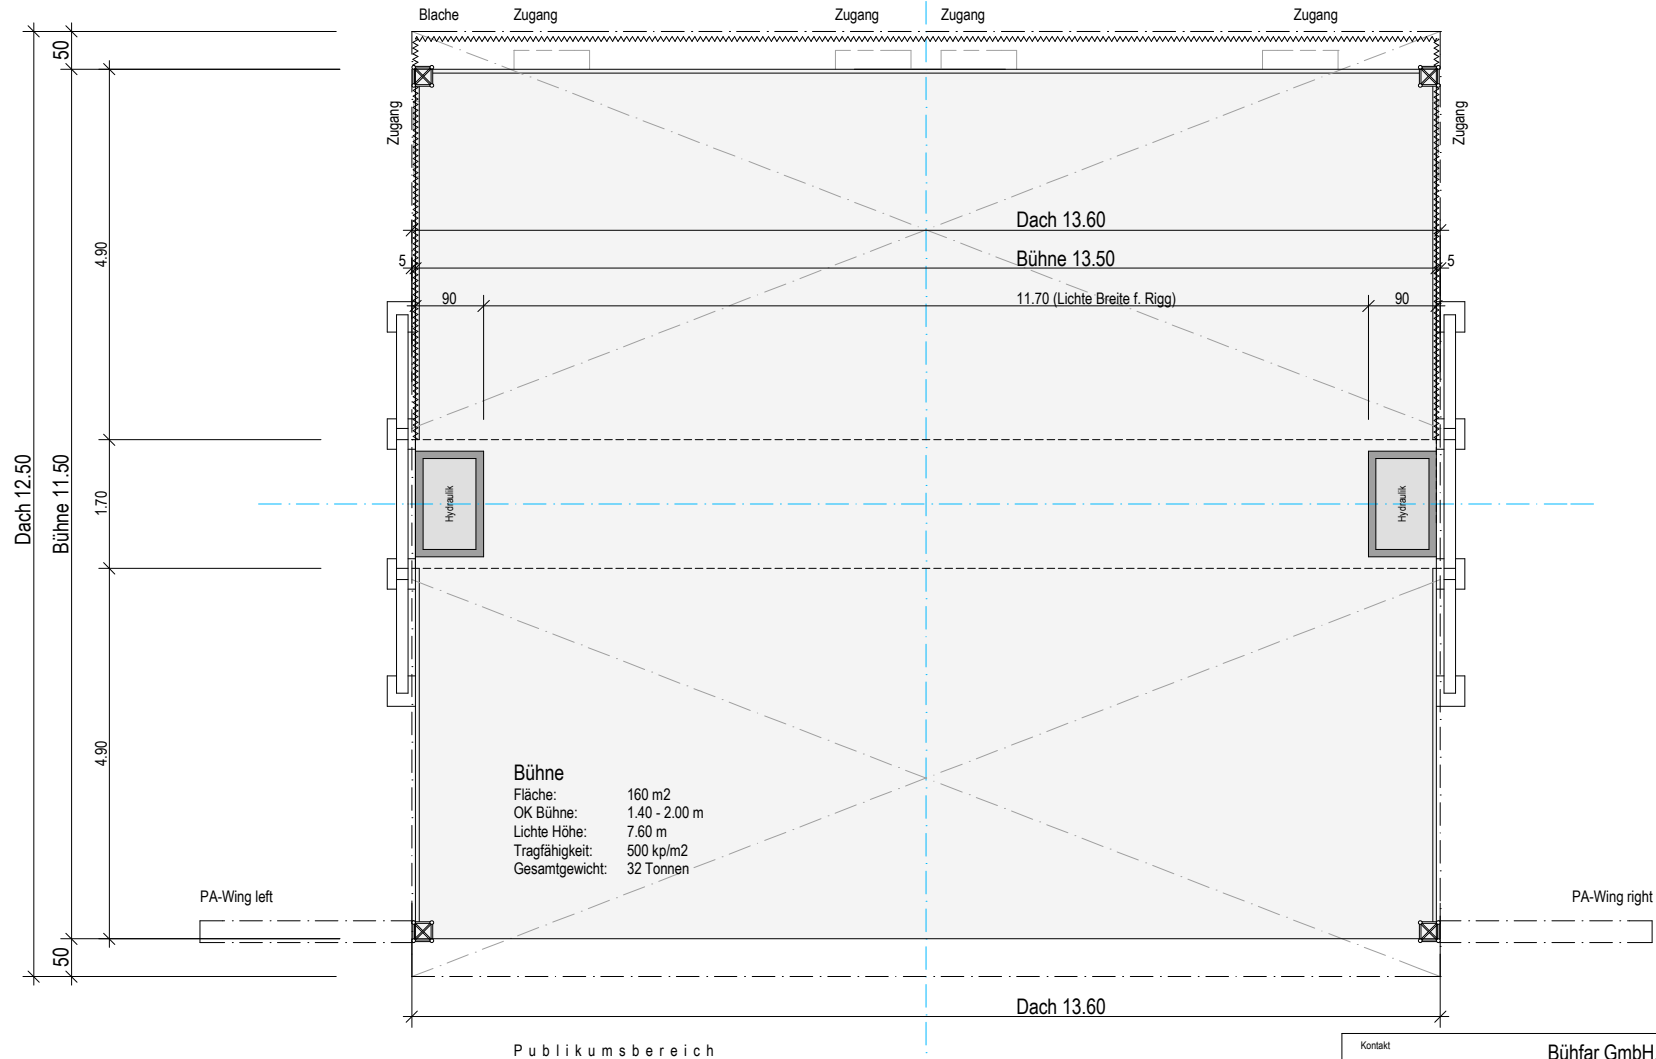 Blache Zugang Zugang Zugang Zugang
50
Zugang Zugang
4.90
Dach 13.60
5 Bühne 13.50 5
90 11.70 (Lichte Breite f. Rigg) 90
Dach 12.50
Bühne 11.50
1.70
Hydraulik Hydraulik
4.90
Bühne
Fläche: 160 m2
OK Bühne: 1.40 - 2.00 m
Lichte Höhe: 7.60 m
Tragfähigkeit: 500 kp/m2
Gesamtgewicht: 32 Tonnen
PA-Wing left PA-Wing right
50
Dach 13.60
Publikumsbereich
Kontakt Bühfar GmbH